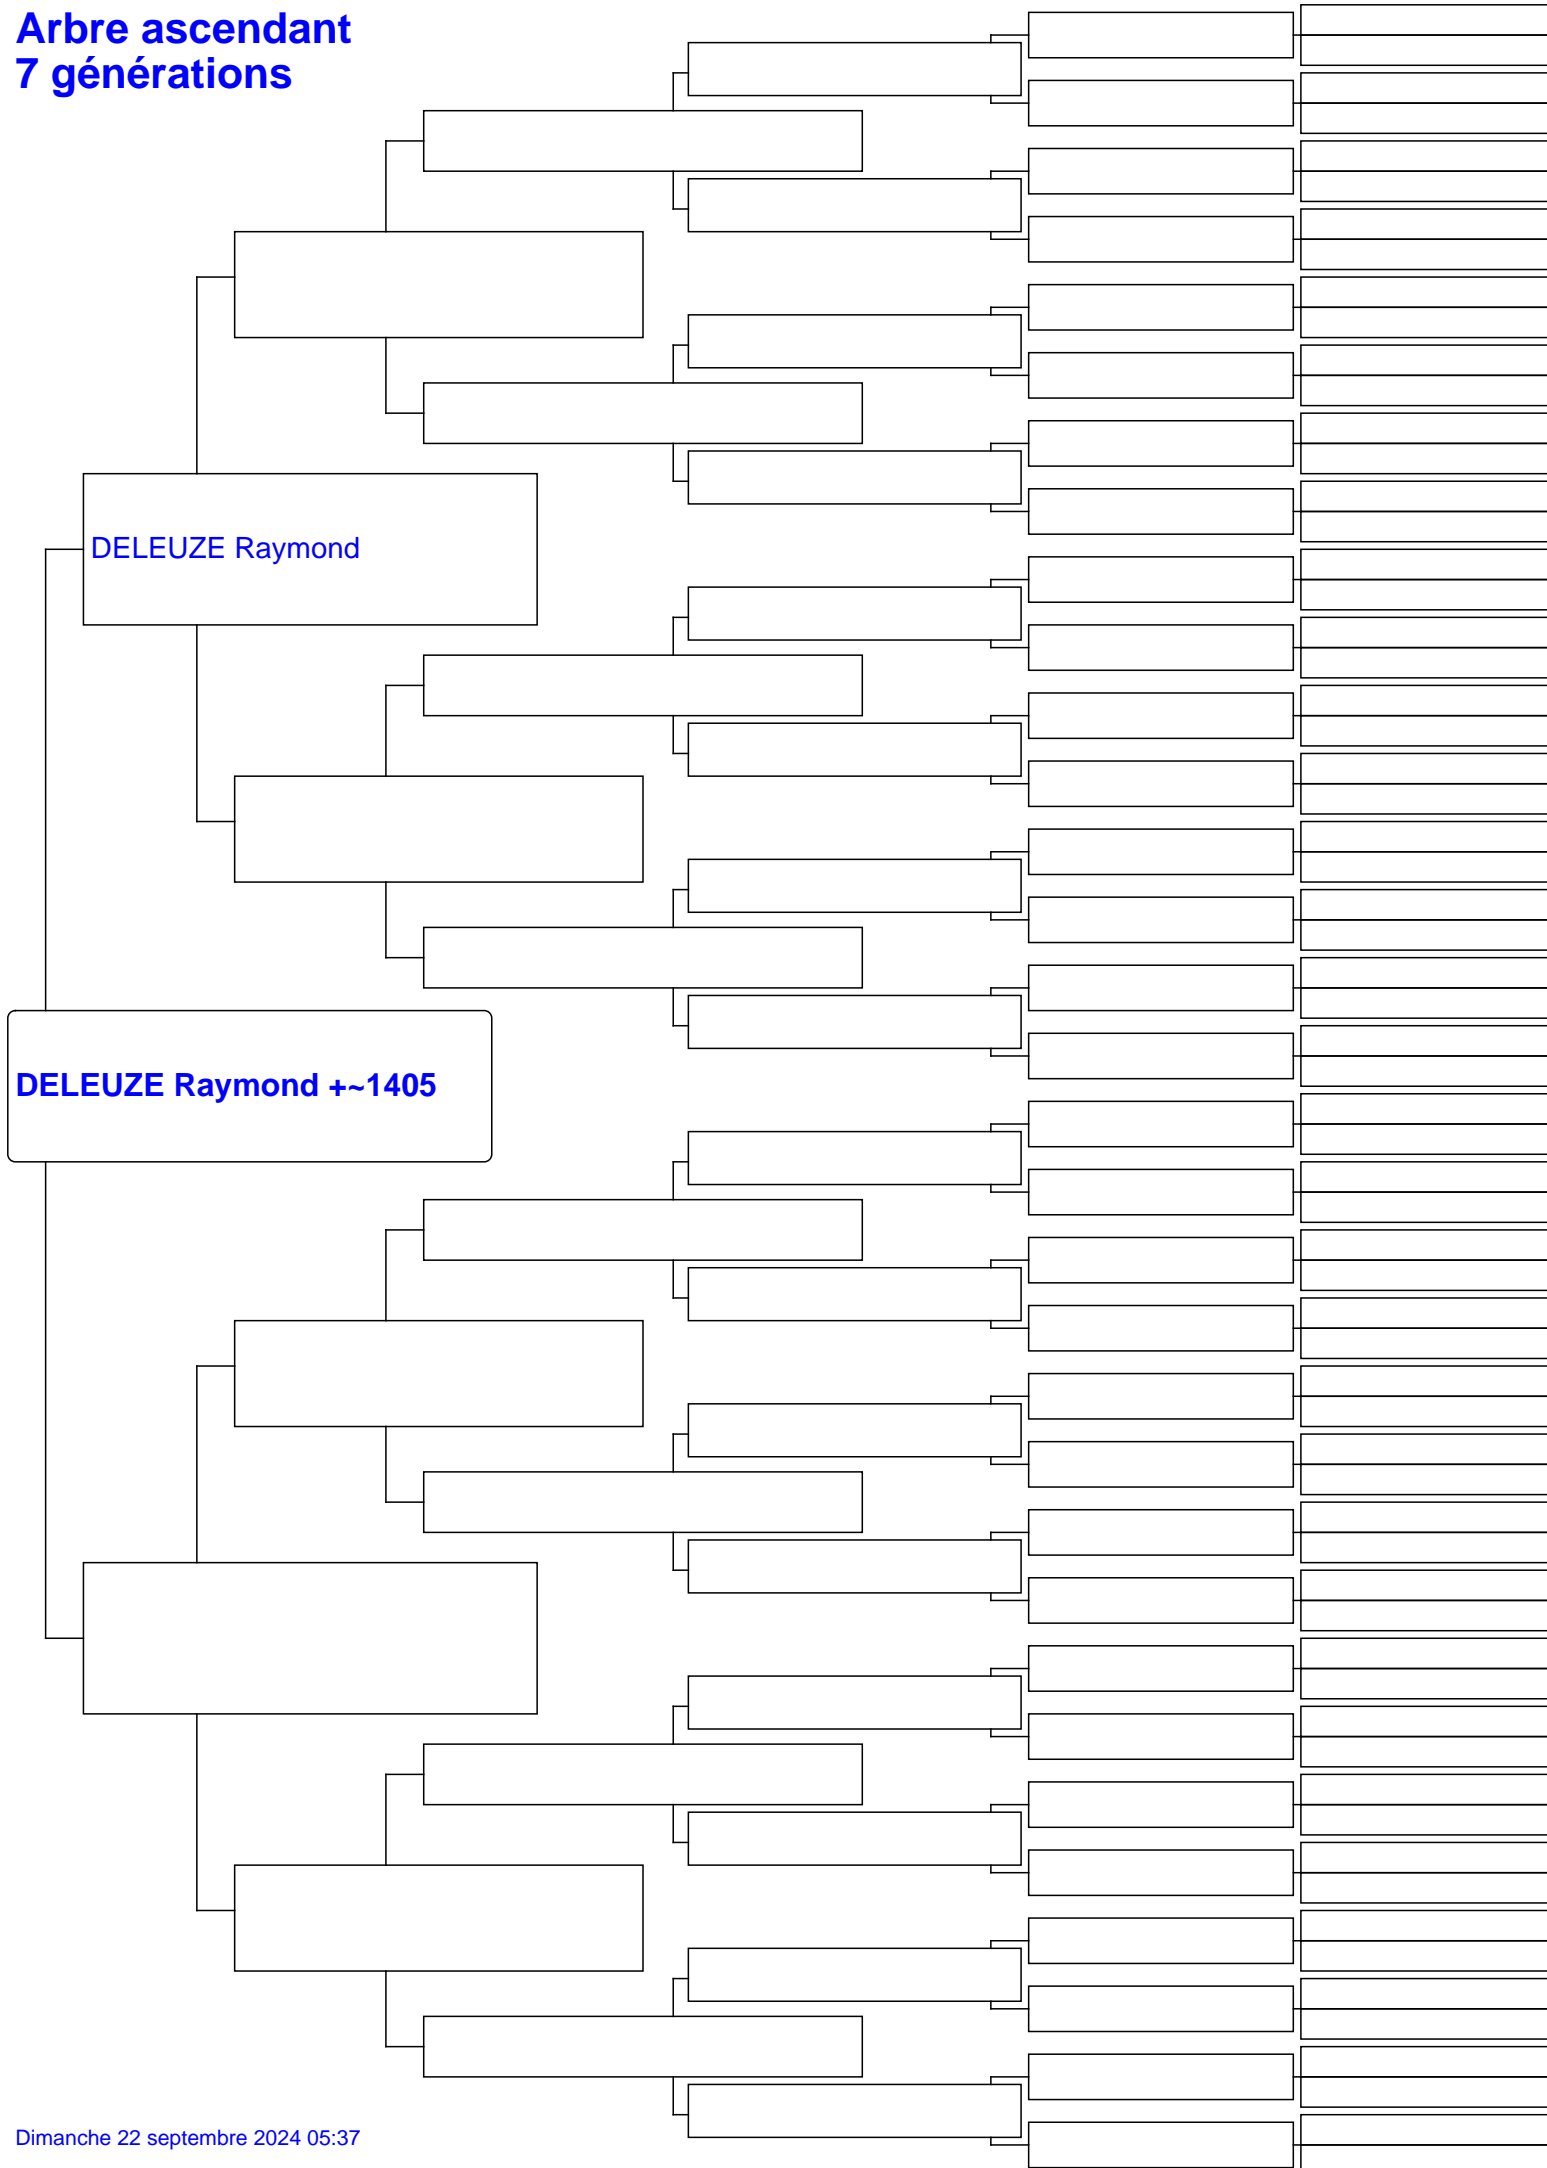 Arbre ascendant
7 générations
DELEUZE Raymond
DELEUZE Raymond +~1405
Dimanche 22 septembre 2024 05:37